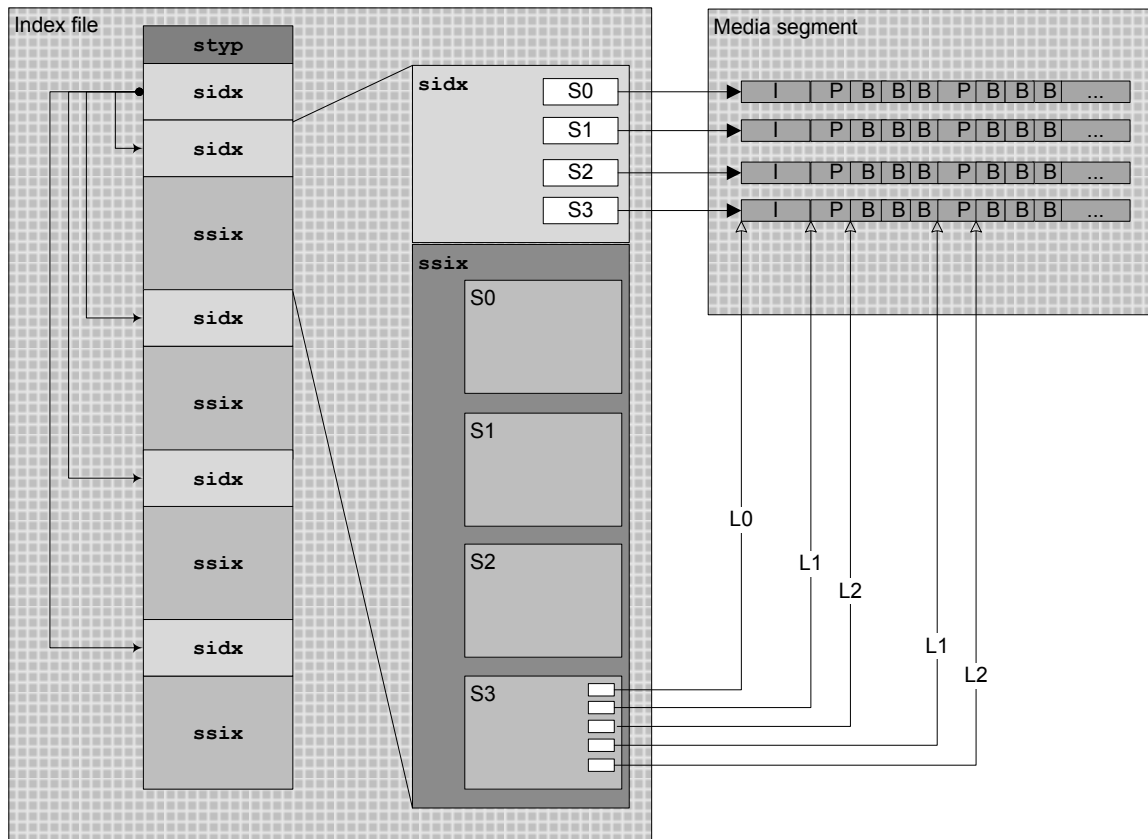 Index file
styp
sidx
sidx
ssix
sidx
ssix
sidx
ssix
sidx
ssix
sidx
S0
S1
S2
S3
ssix
S0
S1
S2
S3
Media segment
I P B B B P B B B ...
I P B B B P B B B ...
I P B B B P B B B ...
I P B B B P B B B ...
L0
L1
L2
L1
L2